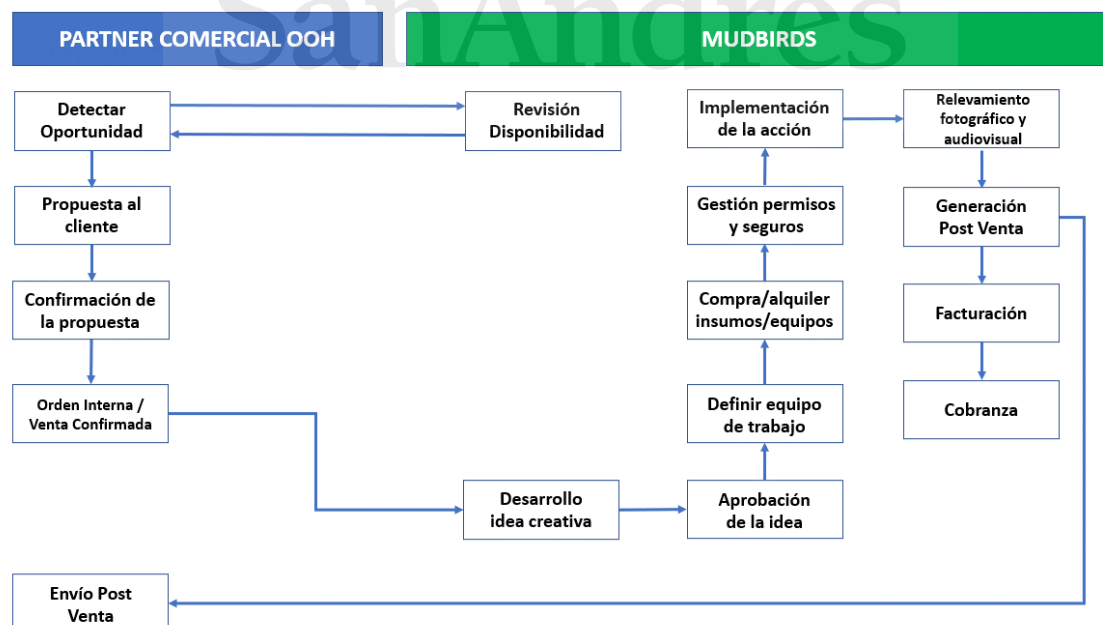 SanAndrés
PARTNER COMERCIAL OOH
MUDBIRDS
Detectar
Oportunidad
Revisión
Disponibilidad
Propuesta al
cliente
Confirmación de
la propuesta
Orden Interna /
Venta Confirmada
Desarrollo
idea creativa
Aprobación
de la idea
Definir equipo
de trabajo
Compra/alquiler
insumos/equipos
Gestión permisos
y seguros
Implementación
de la acción
Relevamiento
fotográfico y
audiovisual
Generación
Post Venta
Facturación
Cobranza
Envío Post
Venta